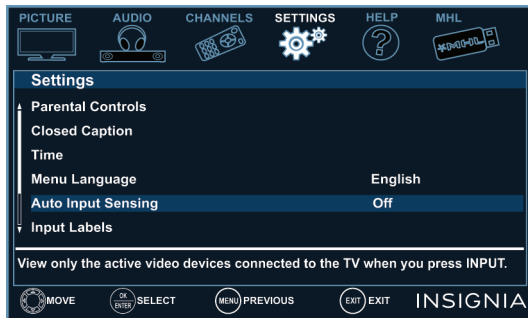 PICTURE AUDIO CHANNELS SETTINGS HELP MHL
MHL
Settings
Parental Controls
Closed Caption
Time
Menu Language English
Auto Input Sensing Off
Input Labels
View only the active video devices connected to the TV when you press INPUT.
MOVE OK ENTER SELECT MENU PREVIOUS EXIT EXIT INSIGNIA